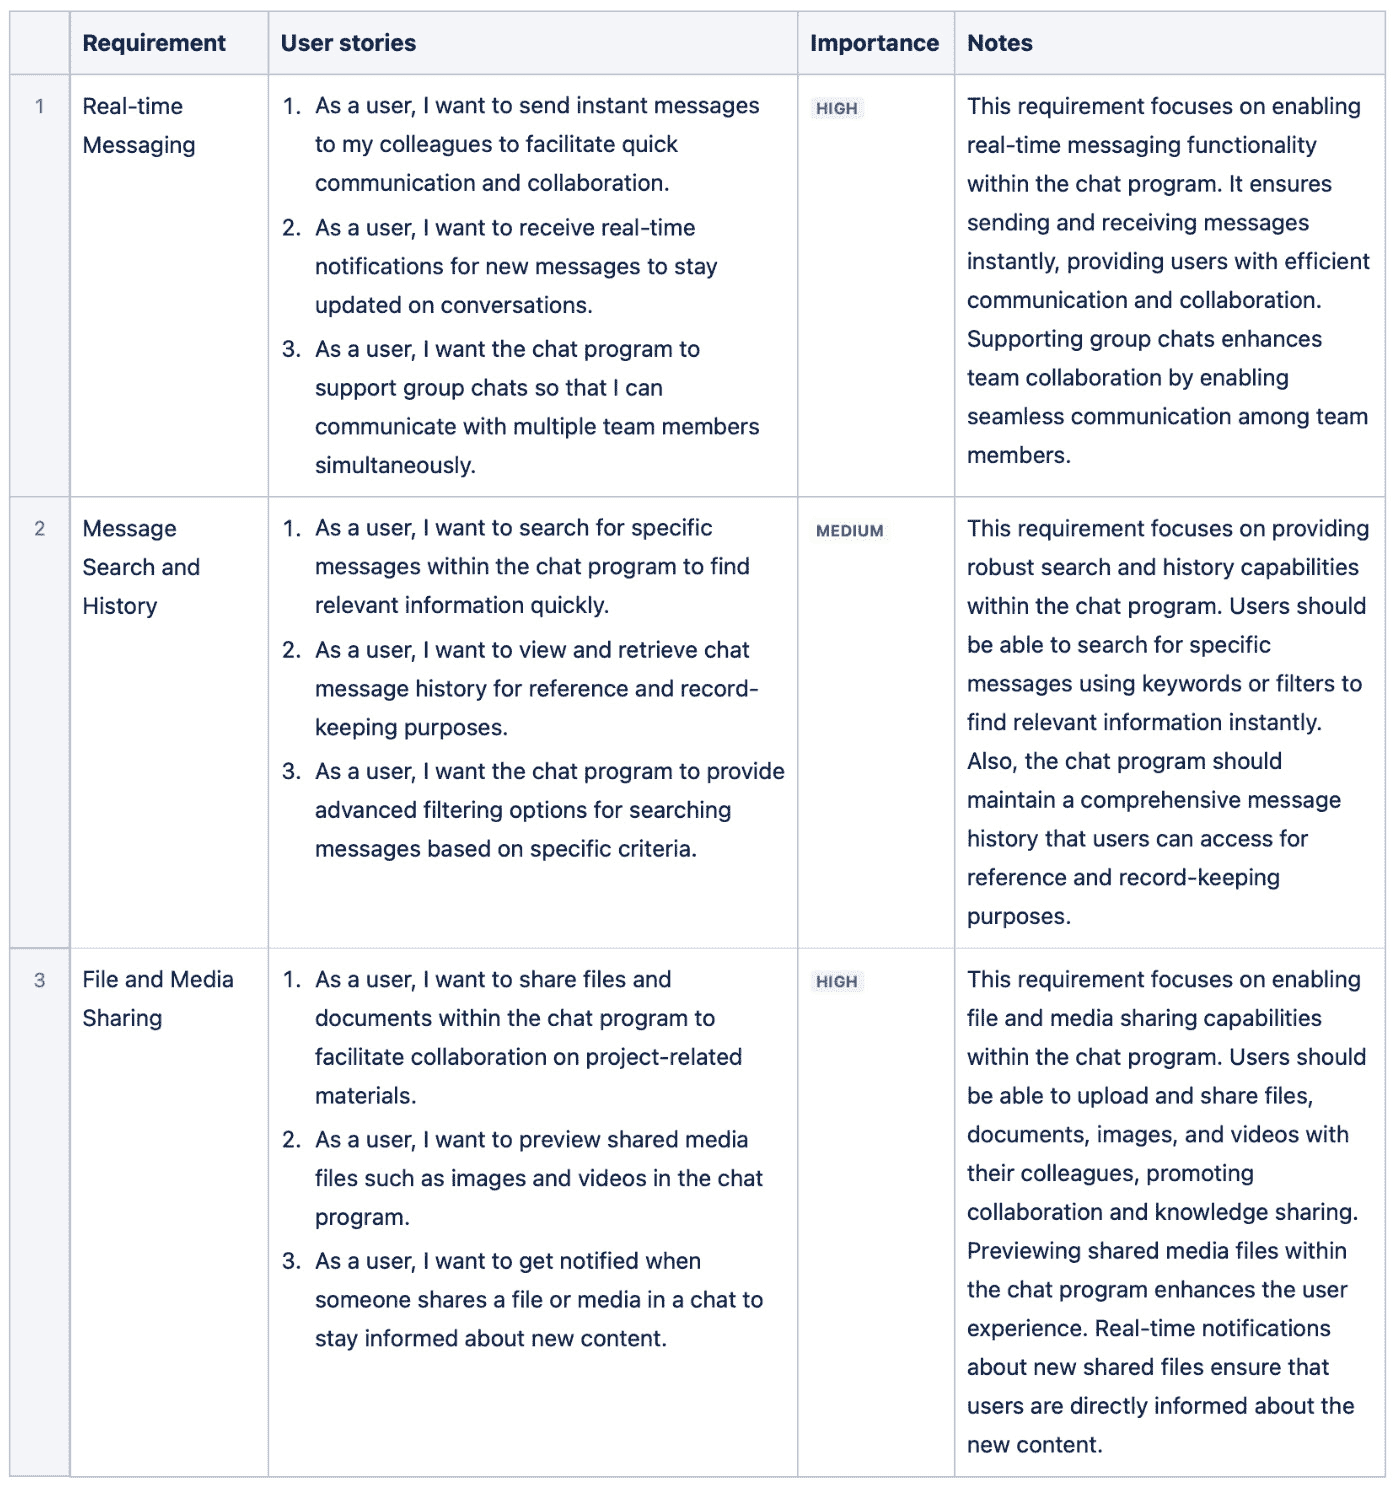 Requirement
User stories
Importance
Notes
1
Real-time
Messaging
1. As a user, I want to send instant messages
to my colleagues to facilitate quick
communication and collaboration.
2. As a user, I want to receive real-time
notifications for new messages to stay
updated on conversations.
3. As a user, I want the chat program to
support group chats so that I can
communicate with multiple team members
simultaneously.
HIGH
This requirement focuses on enabling
real-time messaging functionality
within the chat program. It ensures
sending and receiving messages
instantly, providing users with efficient
communication and collaboration.
Supporting group chats enhances
team collaboration by enabling
seamless communication among team
members.
2
Message
Search and
History
1. As a user, I want to search for specific
messages within the chat program to find
relevant information quickly.
2. As a user, I want to view and retrieve chat
message history for reference and record-
keeping purposes.
3. As a user, I want the chat program to provide
advanced filtering options for searching
messages based on specific criteria.
MEDIUM
This requirement focuses on providing
robust search and history capabilities
within the chat program. Users should
be able to search for specific
messages using keywords or filters to
find relevant information instantly.
Also, the chat program should
maintain a comprehensive message
history that users can access for
reference and record-keeping
purposes.
3
File and Media
Sharing
1. As a user, I want to share files and
documents within the chat program to
facilitate collaboration on project-related
materials.
2. As a user, I want to preview shared media
files such as images and videos in the chat
program.
3. As a user, I want to get notified when
someone shares a file or media in a chat to
stay informed about new content.
HIGH
This requirement focuses on enabling
file and media sharing capabilities
within the chat program. Users should
be able to upload and share files,
documents, images, and videos with
their colleagues, promoting
collaboration and knowledge sharing.
Previewing shared media files within
the chat program enhances the user
experience. Real-time notifications
about new shared files ensure that
users are directly informed about the
new content.